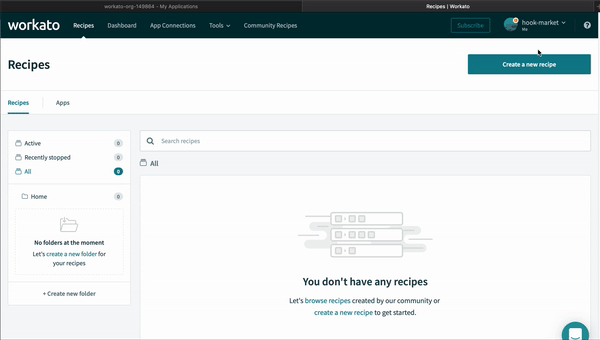 workato-org-149864 - My Applications
Recipes | Workato
workato
Recipes
Dashboard
App Connections
Tools
Community Recipes
Subscribe
hook-market
Me
Recipes
Create a new recipe
Recipes
Apps
Active 0
Recently stopped 0
All 0
Home 0
No folders at the moment
Let's create a new folder for
your recipes
+ Create new folder
Search recipes
All
You don't have any recipes
Let's browse recipes created by our community or
create a new recipe to get started.